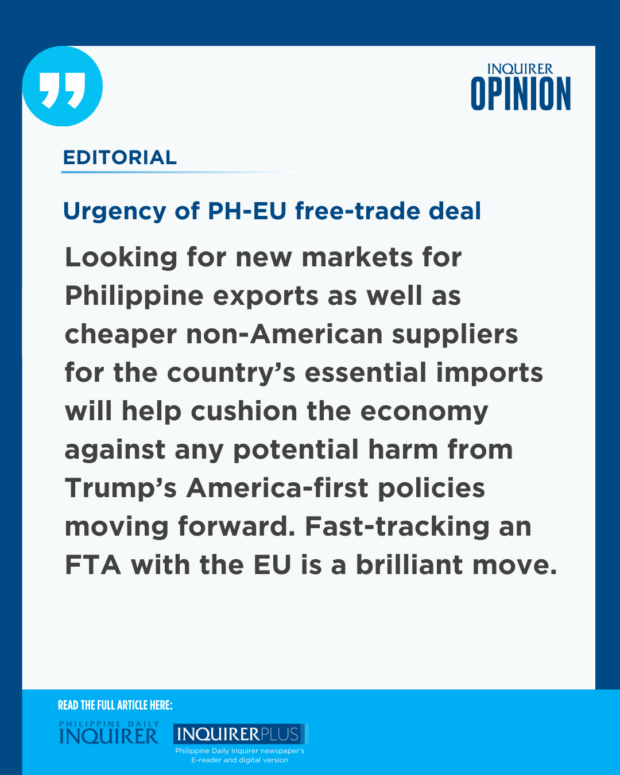 INQUIRER
OPINION
EDITORIAL
Urgency of PH-EU free-trade deal
Looking for new markets for
Philippine exports as well as
cheaper non-American suppliers
for the country’s essential imports
will help cushion the economy
against any potential harm from
Trump’s America-first policies
moving forward. Fast-tracking an
FTA with the EU is a brilliant move.
READ THE FULL ARTICLE HERE:
PHILIPPINE DAILY
INQUIRER
INQUIRERPLUS
Philippine Daily Inquirer newspaper's
E-reader and digital version